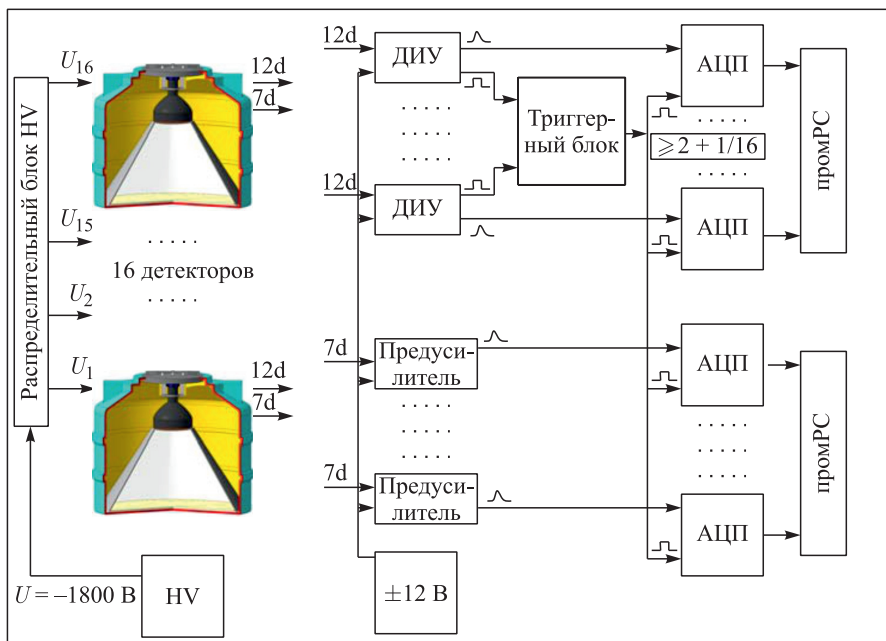 Распределительный блок HV
U16
12d
7d
U15
16 детекторов
U2
U1
12d
7d
U = –1800 В
HV
12d
ДИУ
12d
ДИУ
Триггер-
ный блок
АЦП
⩾2 + 1/16
АЦП
промPC
7d
Предуси-
литель
7d
Предуси-
литель
±12 В
АЦП
АЦП
промPC